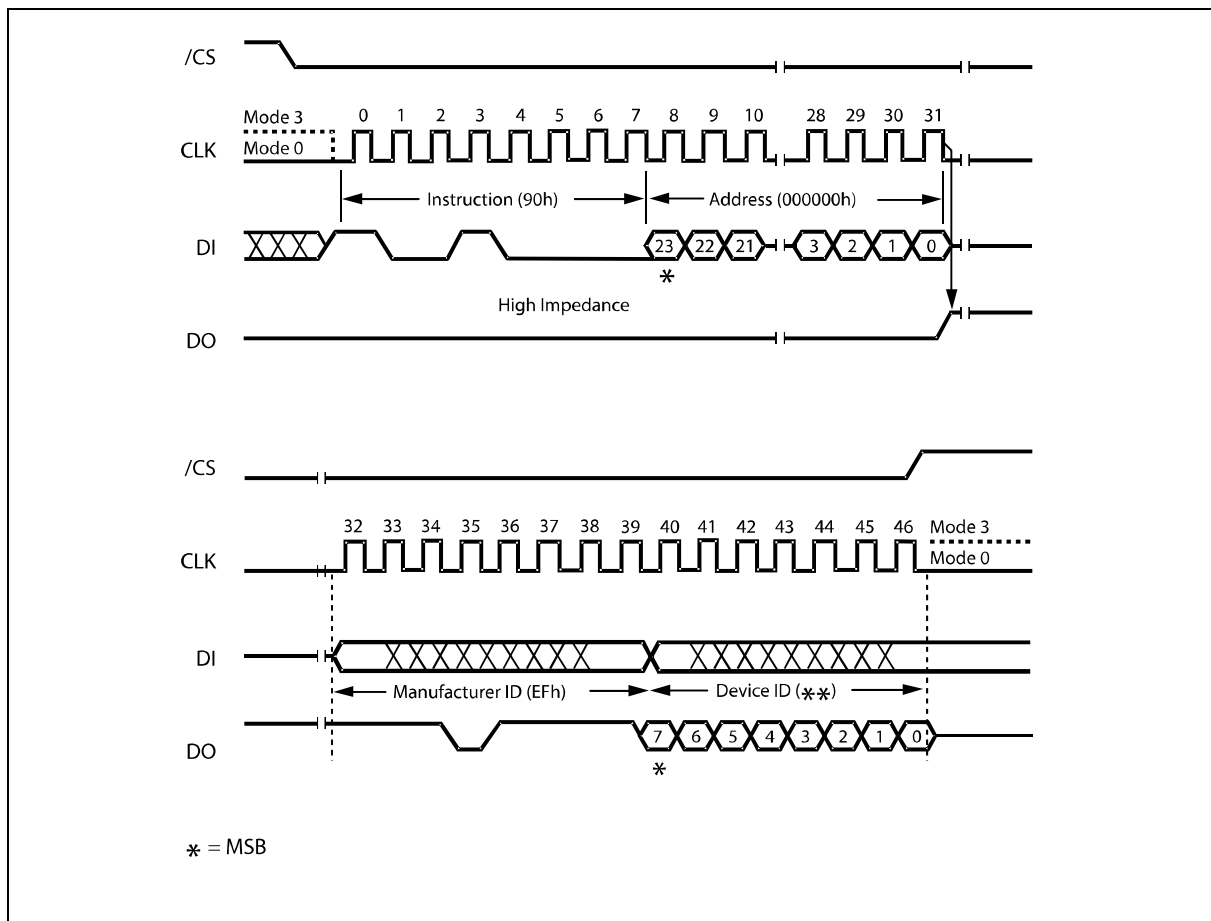 /CS
Mode 3
0 1 2 3 4 5 6 7 8 9 10 28 29 30 31
CLK
Mode 0
Instruction (90h) Address (000000h)
DI
23 22 21 3 2 1 0
*
High Impedance
DO
/CS
32 33 34 35 36 37 38 39 40 41 42 43 44 45 46
Mode 3
CLK
Mode 0
DI
Manufacturer ID (EFh) Device ID (**)
DO
7 6 5 4 3 2 1 0
*
* = MSB